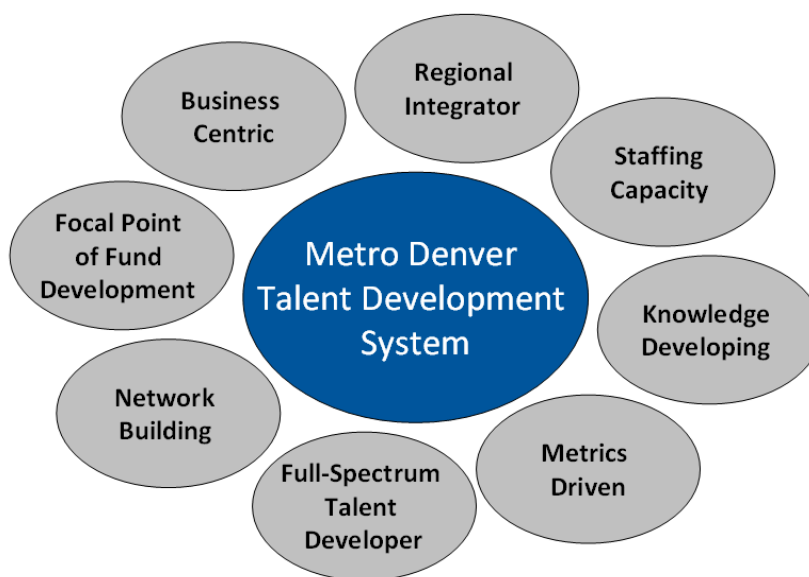 Regional
Integrator
Business
Centric
Staffing
Capacity
Focal Point
of Fund
Development
Metro Denver
Talent Development
System
Knowledge
Developing
Network
Building
Metrics
Driven
Full-Spectrum
Talent
Developer